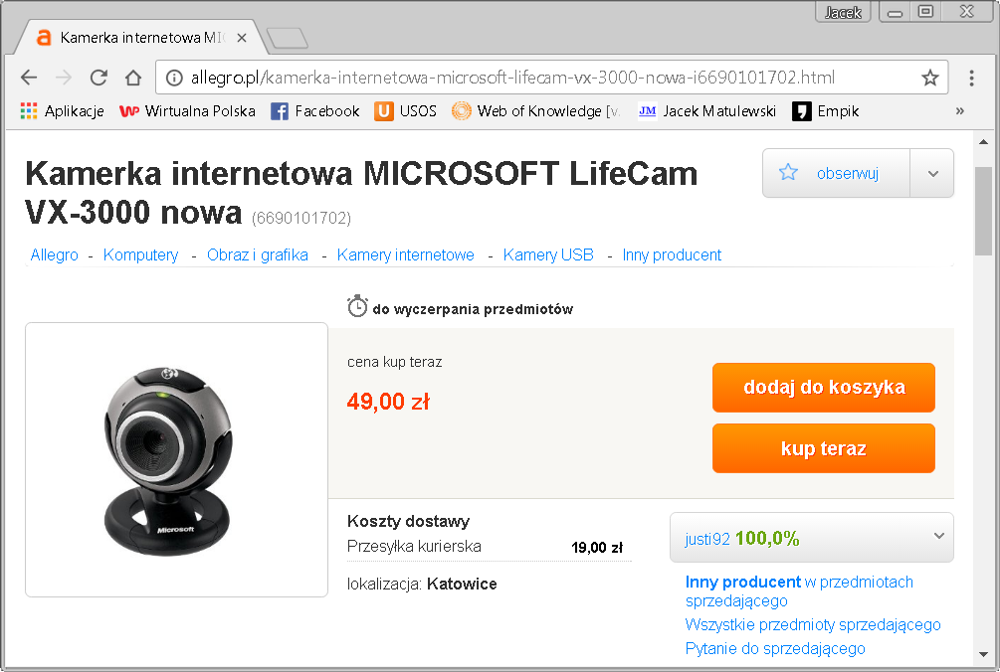 Jacek
Kamerka internetowa MI
allegro.pl/kamerka-internetowa-microsoft-lifecam-vx-3000-nowa-i6690101702.html
Aplikacje Wirtualna Polska Facebook USOS Web of Knowledge [v. JM Jacek Matulewski Empik »
Kamerka internetowa MICROSOFT LifeCam
VX-3000 nowa (6690101702)
obserwuj
Allegro - Komputery - Obraz i grafika - Kamery internetowe - Kamery USB - Inny producent
do wyczerpania przedmiotów
cena kup teraz
49,00 zł
dodaj do koszyka
kup teraz
Microsoft
Koszty dostawy
Przesyłka kurierska 19,00 zł
lokalizacja: Katowice
justi92 100,0%
Inny producent w przedmiotach
sprzedającego
Wszystkie przedmioty sprzedającego
Pytanie do sprzedającego